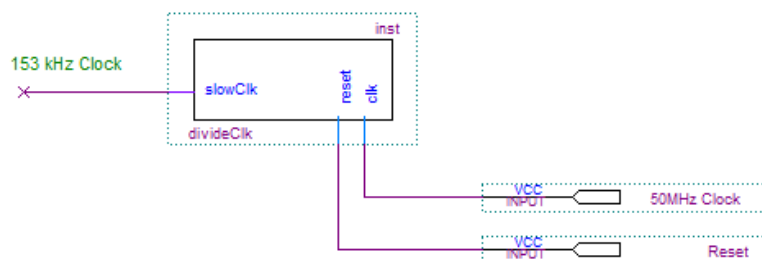 inst
153 kHz Clock
slowClk
reset
clk
divideClk
VCC
INPUT
50MHz Clock
VCC
INPUT
Reset